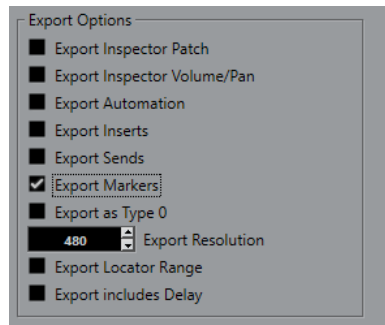 Export Options
Export Inspector Patch
Export Inspector Volume/Pan
Export Automation
Export Inserts
Export Sends
Export Markers
Export as Type 0
480 Export Resolution
Export Locator Range
Export includes Delay